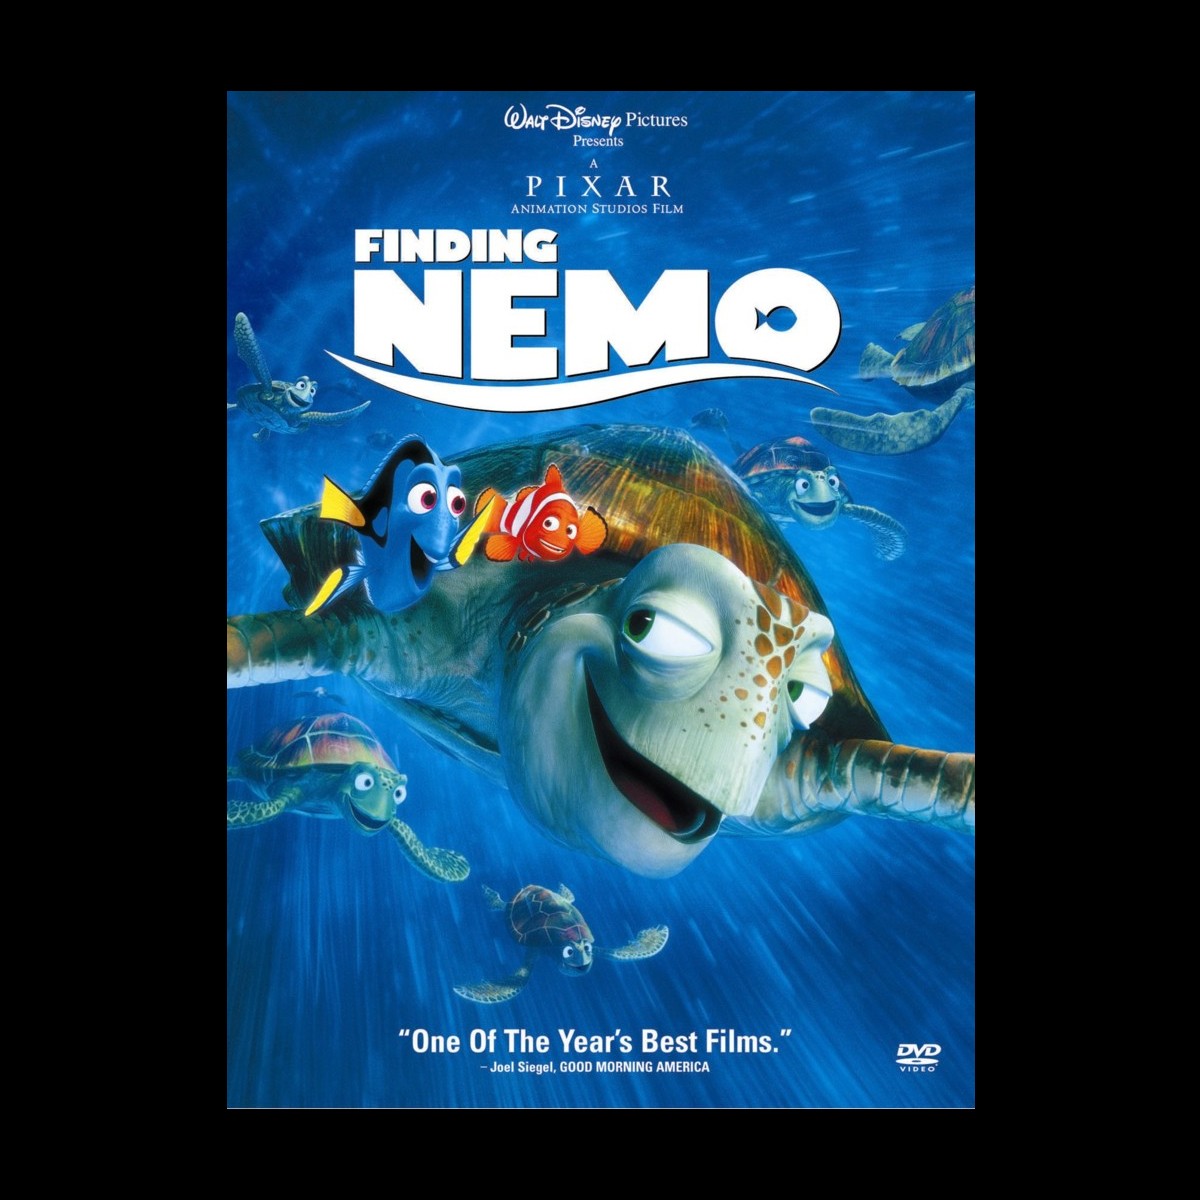 Walt Disney Pictures
Presents
A
PIXAR
ANIMATION STUDIOS FILM
FINDING
NEMO
“One Of The Year’s Best Films.”
– Joel Siegel, GOOD MORNING AMERICA
DVD
VIDEO